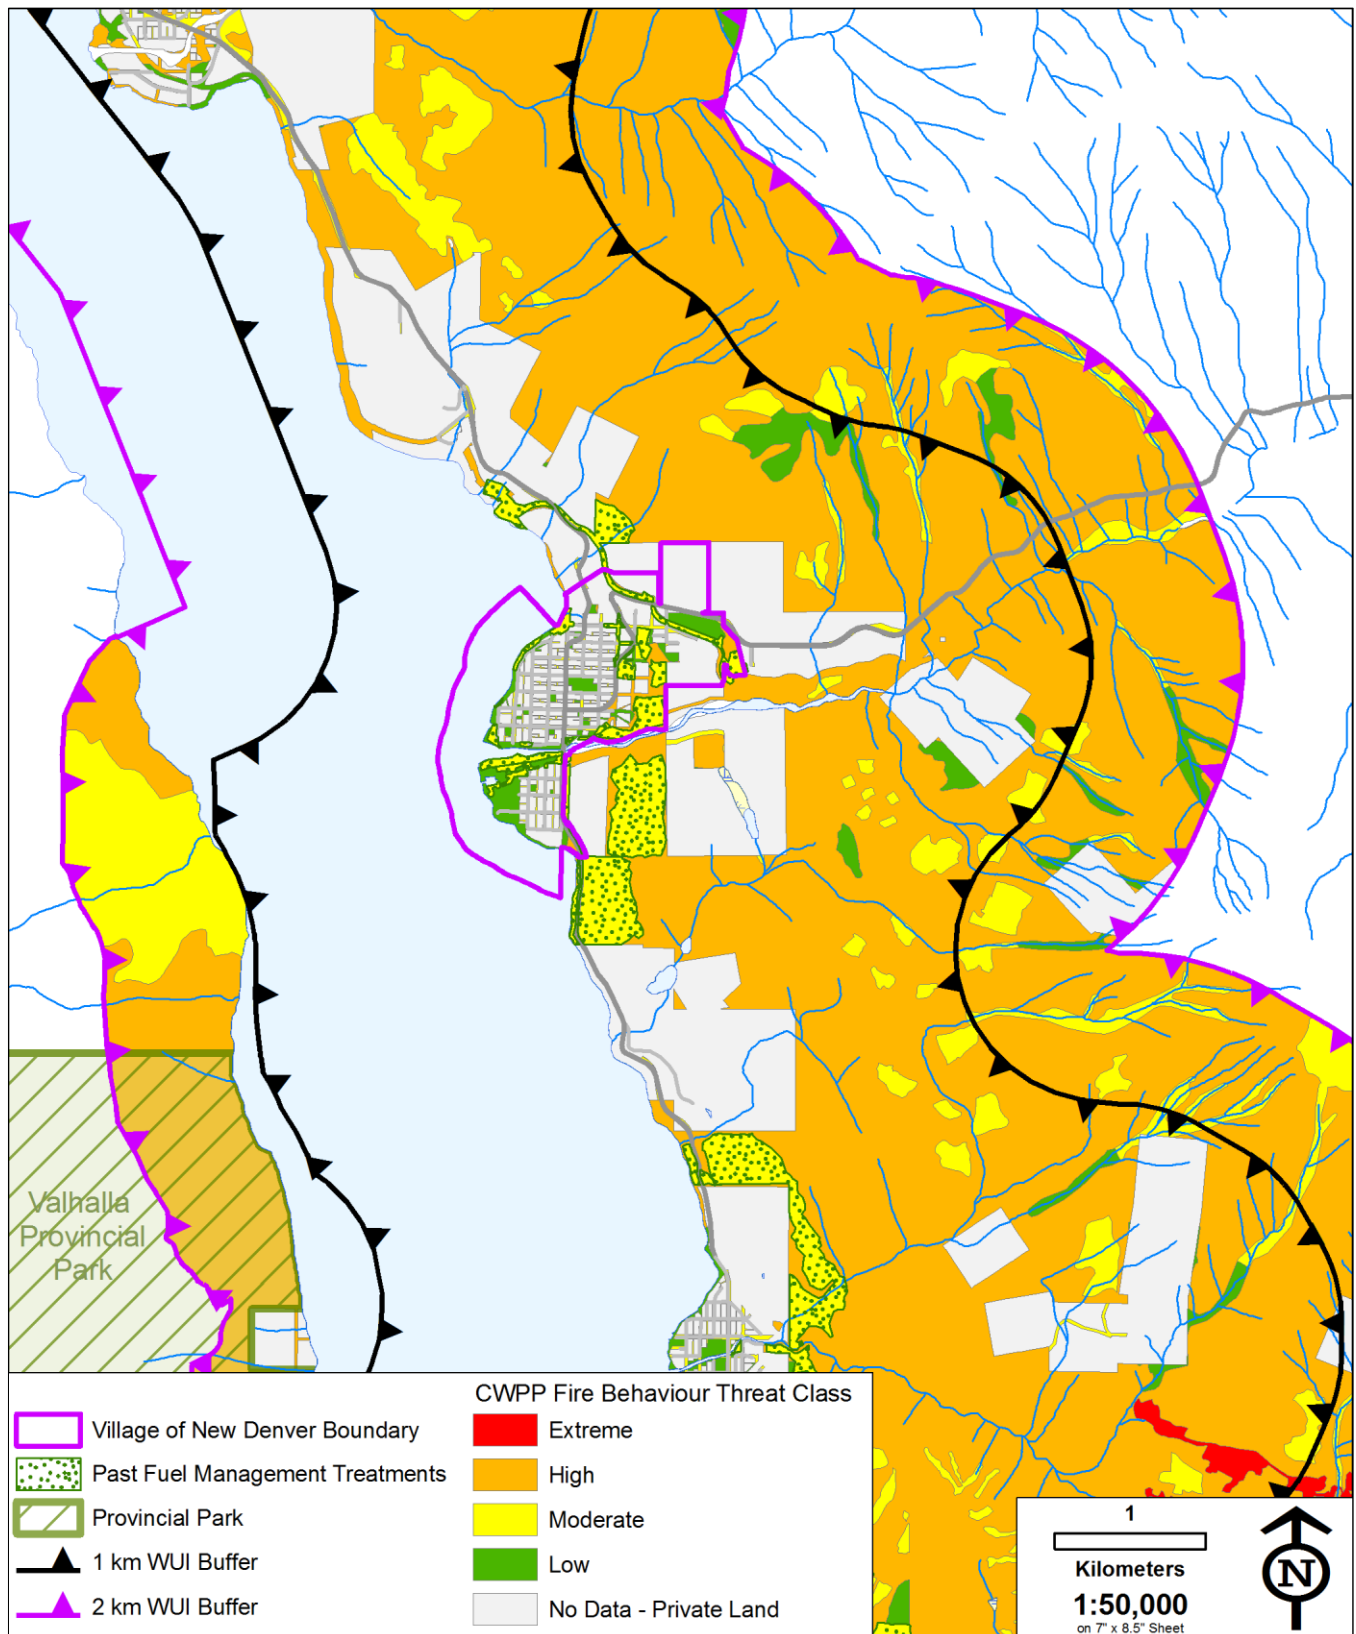 Valhalla
Provincial
Park
Village of New Denver Boundary
Past Fuel Management Treatments
Provincial Park
1 km WUI Buffer
2 km WUI Buffer
CWPP Fire Behaviour Threat Class
Extreme
High
Moderate
Low
No Data - Private Land
1
Kilometers
1:50,000
on 7" x 8.5" Sheet
N